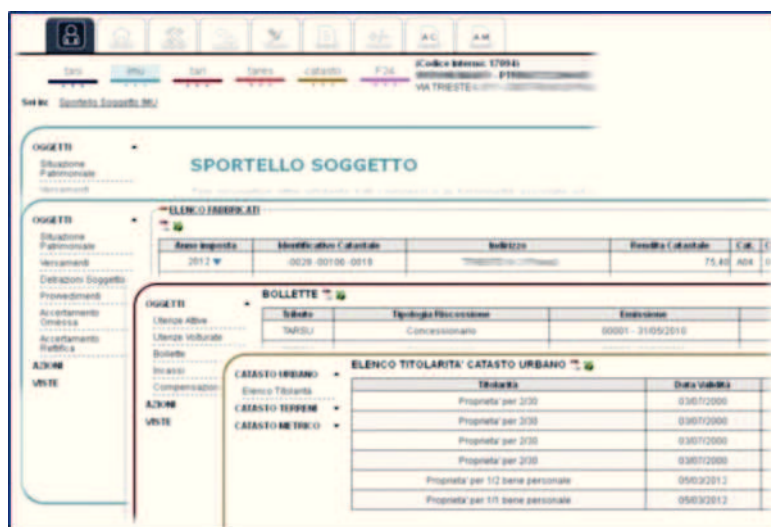 AC AM
tarsi imu tari tares catasto F24
(Codice Interno: 17894)
VIA TRIESTE
Sei in: Sportello Soggetto IMU
OGGETTI
Situazione
Patrimoniale
Versamenti
SPORTELLO SOGGETTO
OGGETTI
Situazione
Patrimoniale
Versamenti
Detrazioni Soggetto
Provvedimenti
Accertamento
Omessa
Accertamento
Rettifica
AZIONI
VISTE
ELENCO FABBRICATI
Anno imposta Identificativo Catastale Indirizzo Rendita Catastale Cat.
2012 -0028 -00106 -0018 75,40 A04
OGGETTI
Utenze Attive
Utenze Volturate
Bollette
Incassi
Compensazioni
AZIONI
VISTE
BOLLETTE
Tributo Tipologia Riscossione Emissione
TARSU Concessionario 00001 - 31/05/2010
CATASTO URBANO
Elenco Titolarità
CATASTO TERRENI
CATASTO METRICO
ELENCO TITOLARITA' CATASTO URBANO
Titolarità Data Validità
Proprieta' per 2/30 03/07/2000
Proprieta' per 2/30 03/07/2000
Proprieta' per 2/30 03/07/2000
Proprieta' per 2/30 03/07/2000
Proprieta' per 1/2 bene personale 05/03/2012
Proprieta' per 1/1 bene personale 05/03/2012